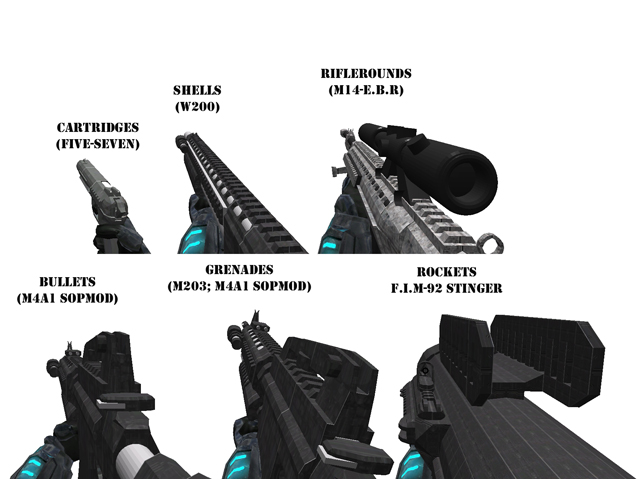 RIFLEROUNDS
(M14-E.B.R)
SHELLS
(W200)
CARTRIDGES
(FIVE-SEVEN)
BULLETS
(M4A1 SOPMOD)
GRENADES
(M203; M4A1 SOPMOD)
ROCKETS
F.I.M-92 STINGER